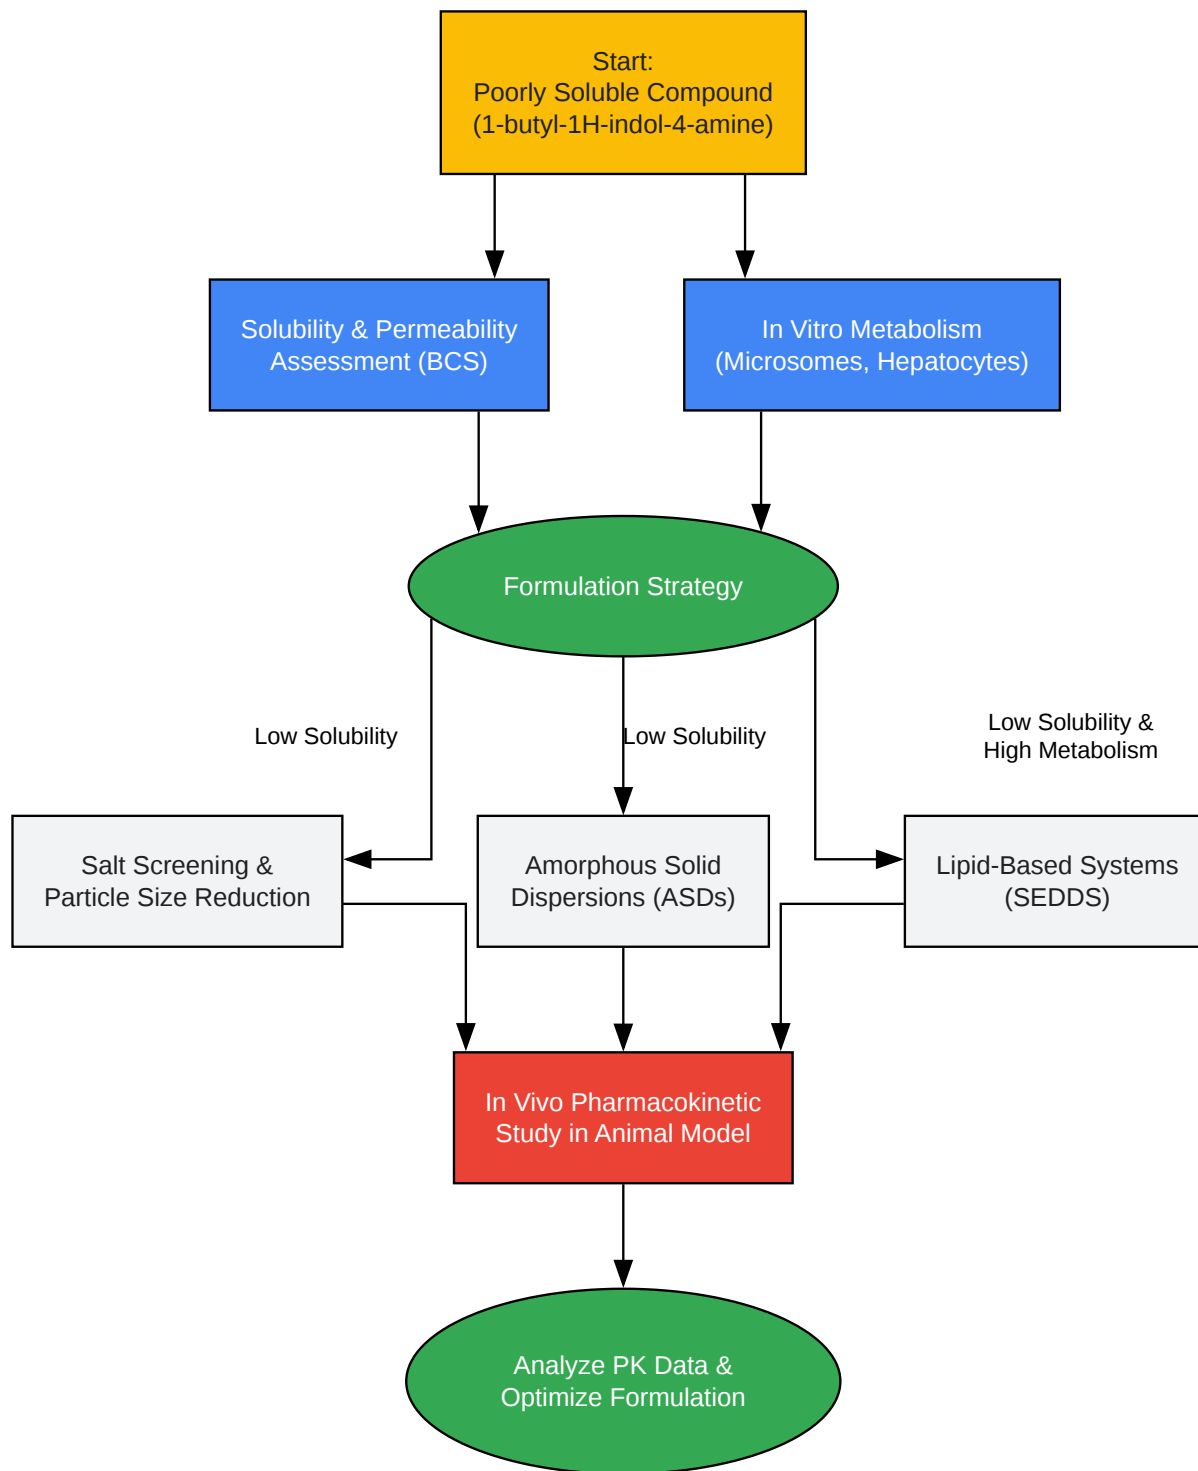 Start:
Poorly Soluble Compound
(1-butyl-1H-indol-4-amine)
Solubility & Permeability
Assessment (BCS)
In Vitro Metabolism
(Microsomes, Hepatocytes)
Formulation Strategy
Low Solubility
Low Solubility
Low Solubility &
High Metabolism
Salt Screening &
Particle Size Reduction
Amorphous Solid
Dispersions (ASDs)
Lipid-Based Systems
(SEDDS)
In Vivo Pharmacokinetic
Study in Animal Model
Analyze PK Data &
Optimize Formulation